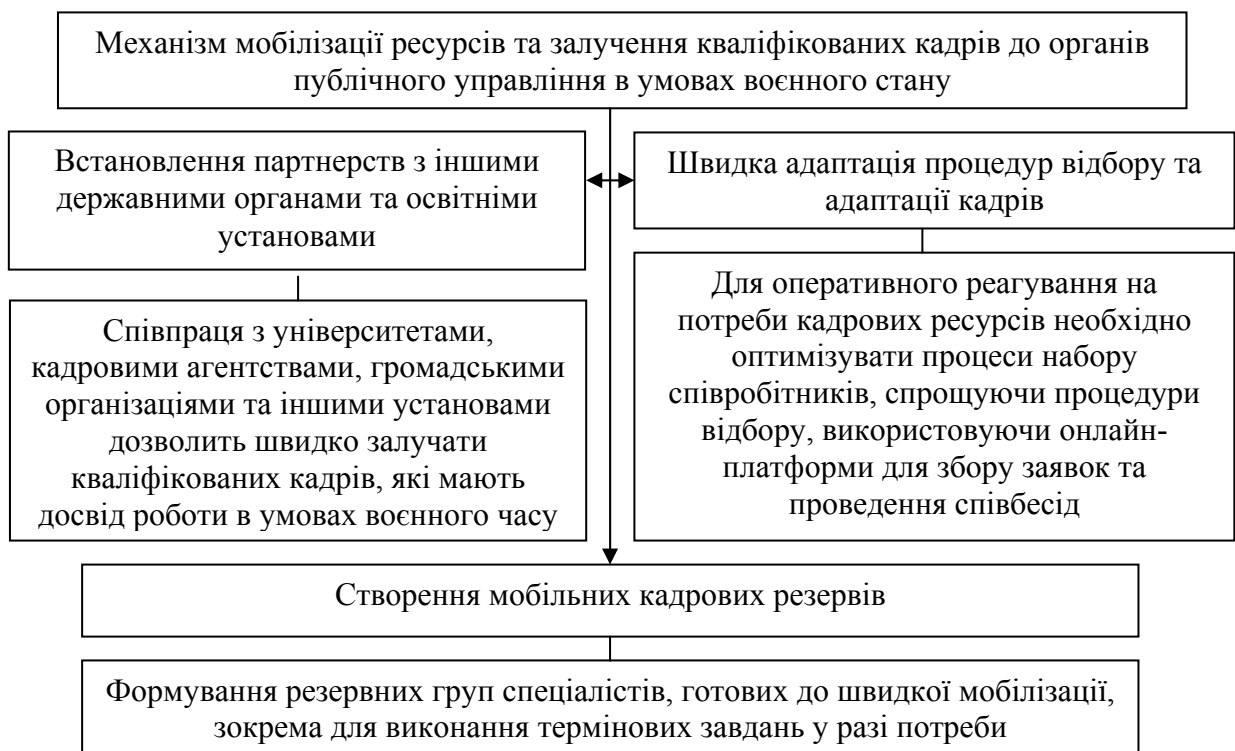 Механізм мобілізації ресурсів та залучення кваліфікованих кадрів до органів
публічного управління в умовах воєнного стану
Встановлення партнерств з іншими
державними органами та освітніми
установами
Швидка адаптація процедур відбору та
адаптації кадрів
Співпраця з університетами,
кадровими агентствами, громадськими
організаціями та іншими установами
дозволить швидко залучати
кваліфікованих кадрів, які мають
досвід роботи в умовах воєнного часу
Для оперативного реагування на
потреби кадрових ресурсів необхідно
оптимізувати процеси набору
співробітників, спрощуючи процедури
відбору, використовуючи онлайн-
платформи для збору заявок та
проведення співбесід
Створення мобільних кадрових резервів
Формування резервних груп спеціалістів, готових до швидкої мобілізації,
зокрема для виконання термінових завдань у разі потреби